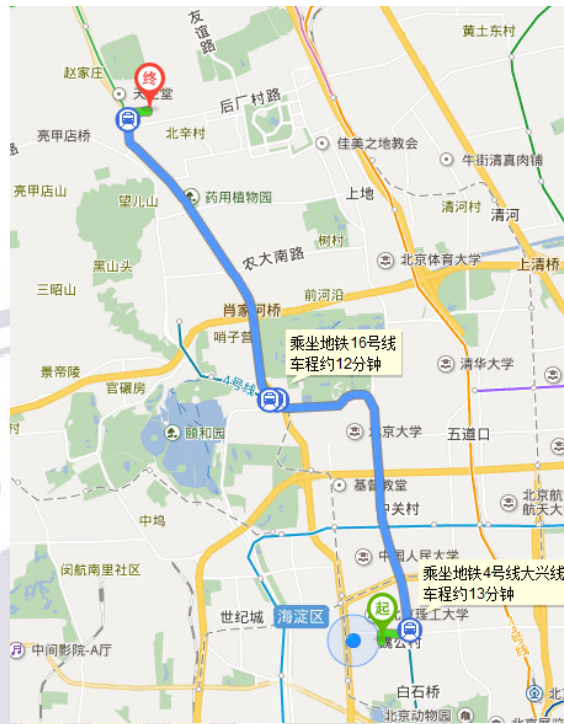 友谊路
黄土东村
赵家庄
终
后厂村路
亮甲店桥
北辛村
佳美之地教会
牛街清真肉铺
亮甲店山
望儿山
药用植物园
上地
清河村
清河
树村
农大南路
黑山头
北京体育大学
上清桥
三昭山
前河沿
肖家河桥
哨子营
乘坐地铁16号线
车程约12分钟
清华大学
景帝陵
官碾房
4号线
村
颐和园
北京大学
五道口
基督教堂
北京航
航天大
中坞
中关村
中国人民大学
闵航南里社区
乘坐地铁4号线大兴线
车程约13分钟
起
北京理工大学
世纪城
海淀区
魏公村
号线
中间影院-A厅
白石桥
北京动物园
北京展览